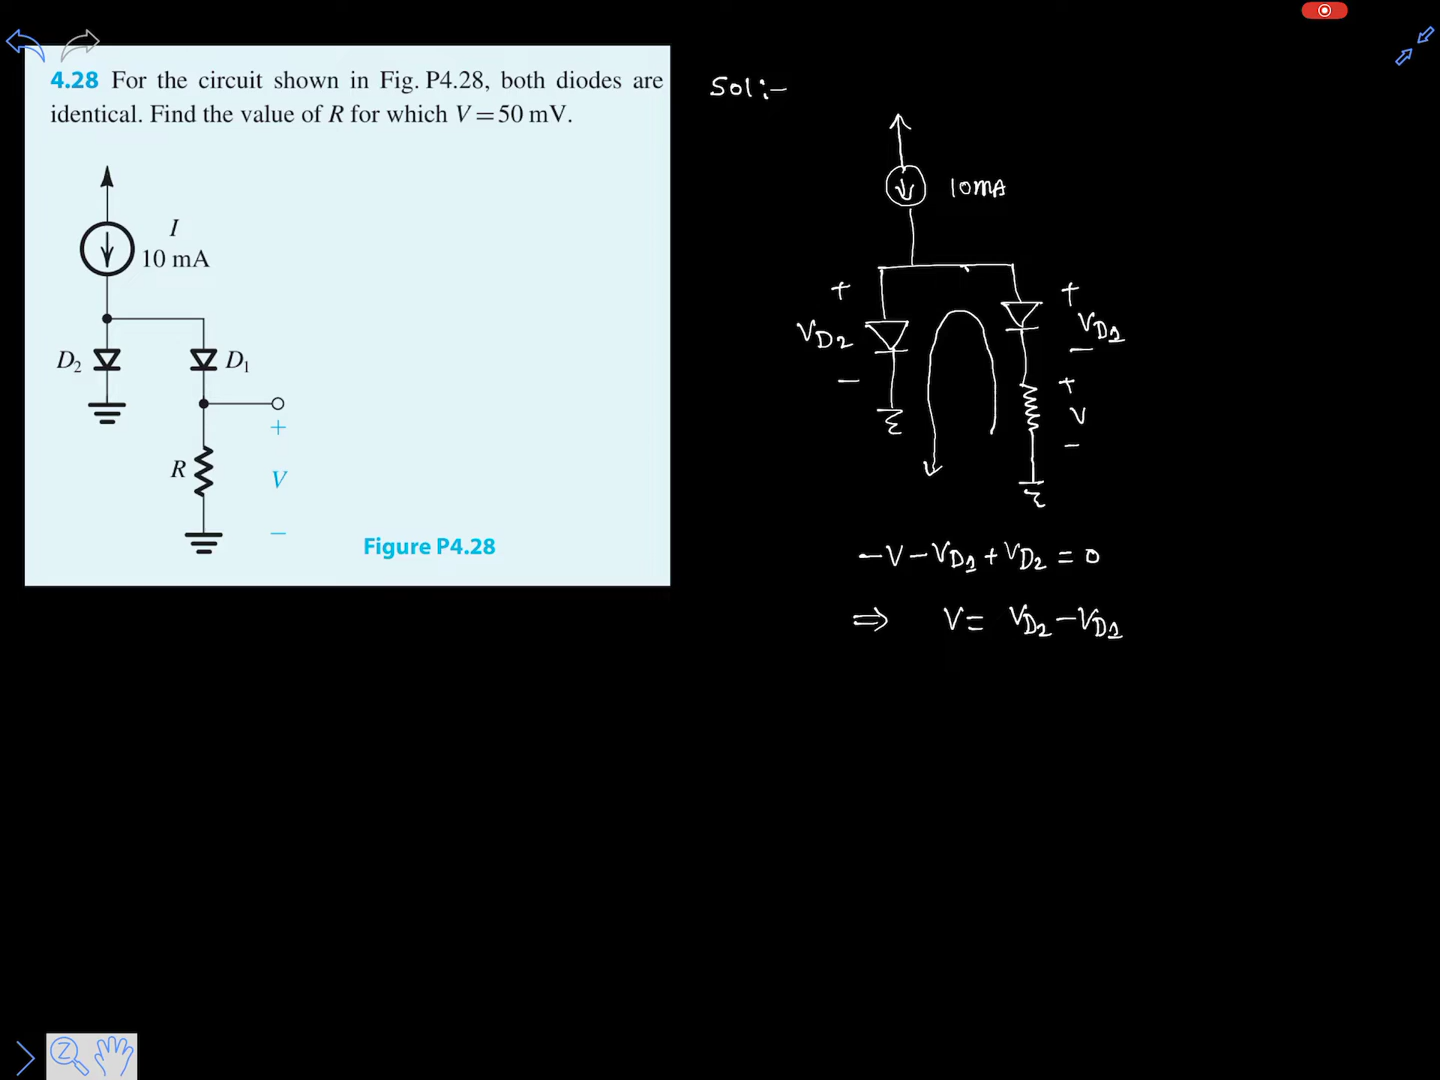 4.28 For the circuit shown in Fig. P4.28, both diodes are
identical. Find the value of R for which V = 50 mV.
I
10 mA
D2
D1
+
R
V
−
Figure P4.28
Sol:-
10mA
+
VD2
−
+
VD1
−
+
V
−
−V − VD1 + VD2 = 0
⇒ V = VD2 − VD1
Z